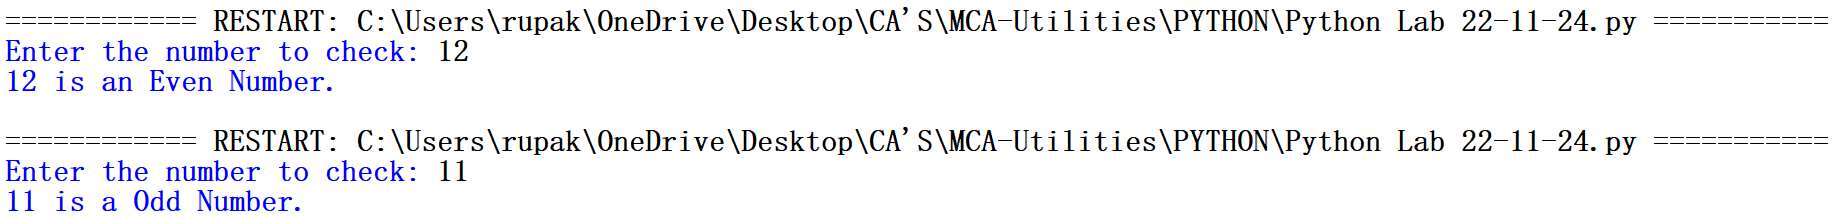 ============ RESTART: C:\Users\rupak\OneDrive\Desktop\CA'S\MCA-Utilities\PYTHON\Python Lab 22-11-24.py ===========
Enter the number to check: 12
12 is an Even Number.
============ RESTART: C:\Users\rupak\OneDrive\Desktop\CA'S\MCA-Utilities\PYTHON\Python Lab 22-11-24.py ===========
Enter the number to check: 11
11 is a Odd Number.